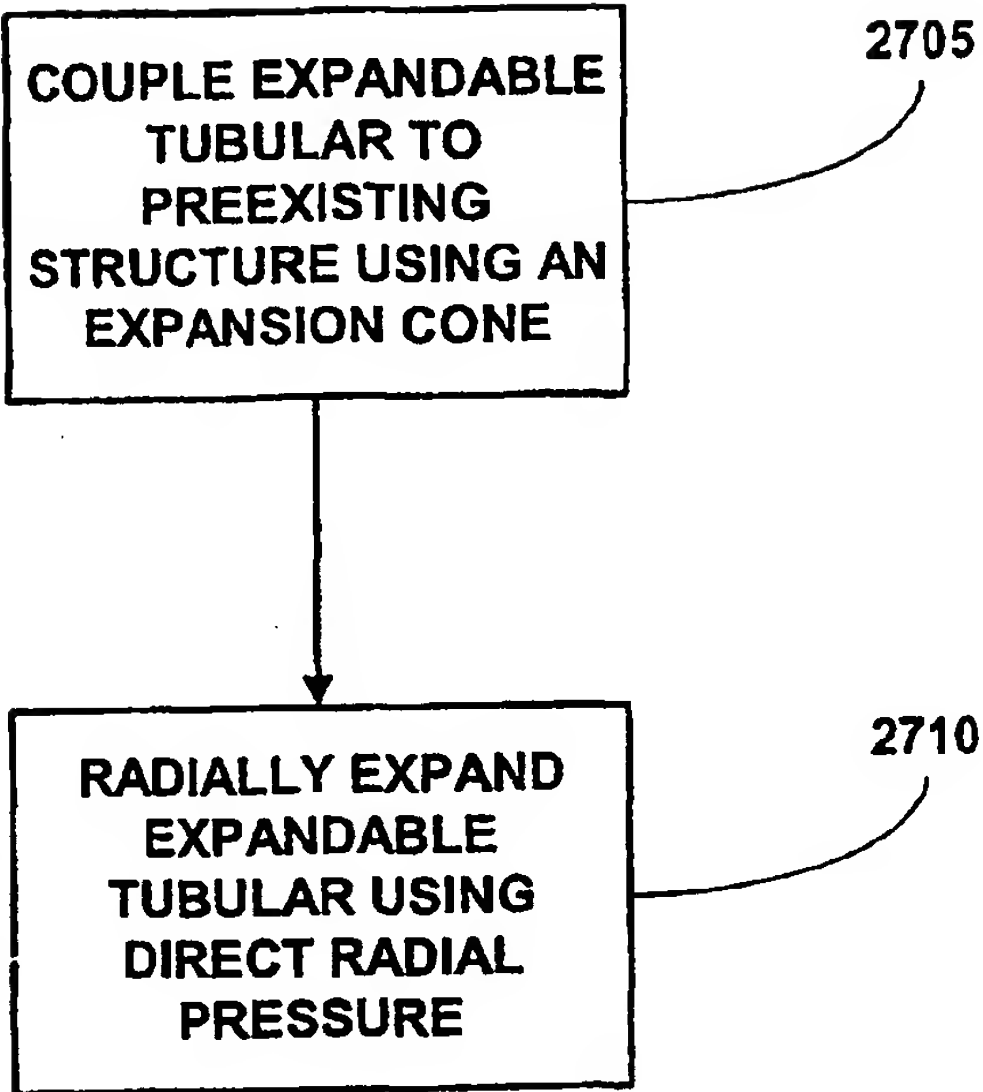 2705
COUPLE EXPANDABLE
TUBULAR TO
PREEXISTING
STRUCTURE USING AN
EXPANSION CONE
2710
RADIALLY EXPAND
EXPANDABLE
TUBULAR USING
DIRECT RADIAL
PRESSURE